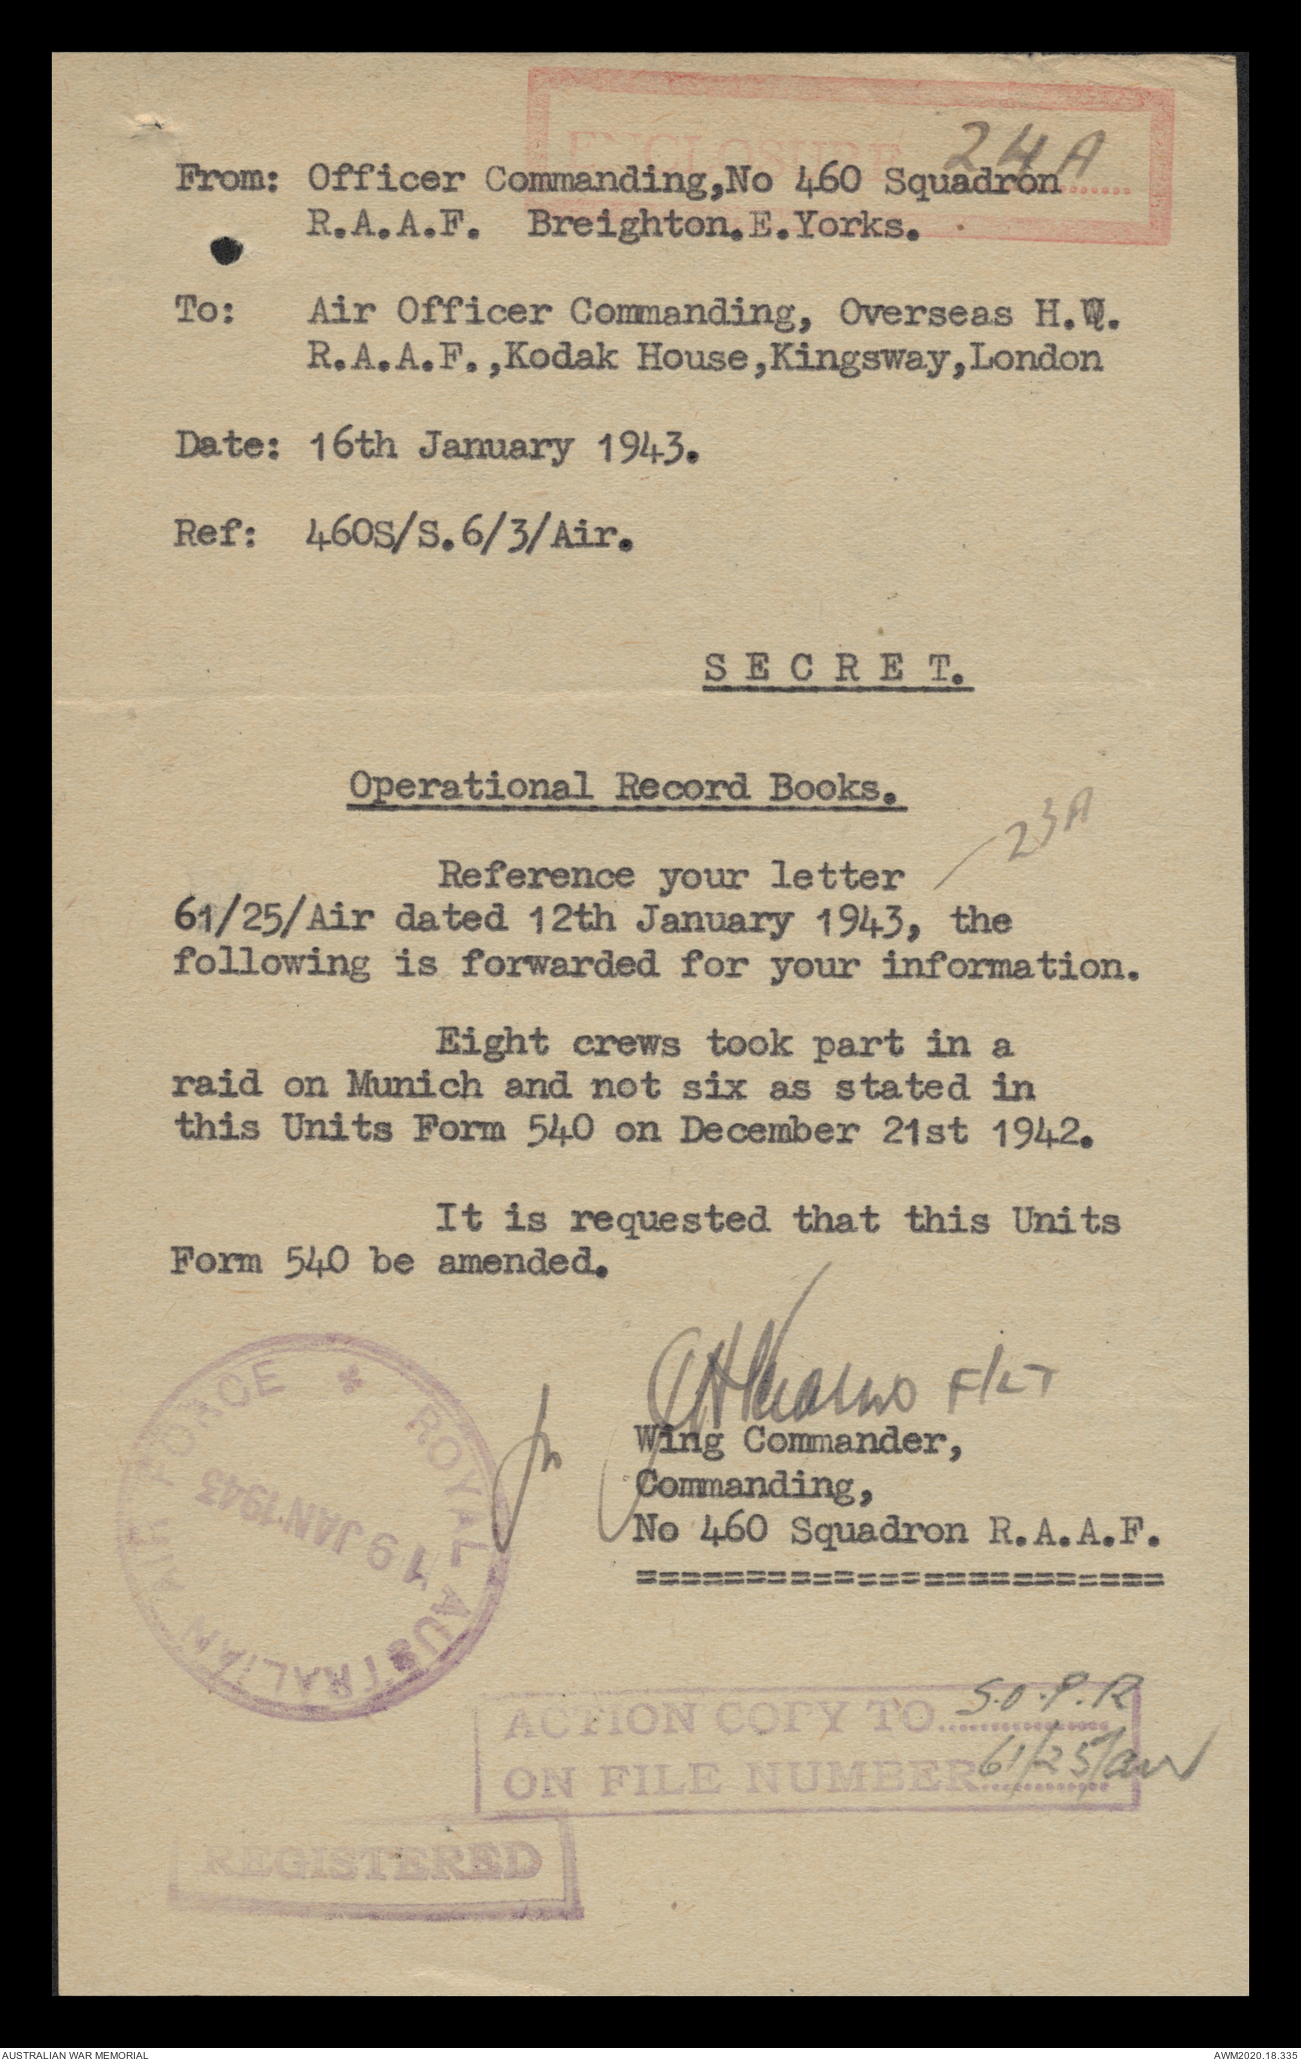 ENCLOSURE 24A
From: Officer Commanding,No 460 Squadron
R.A.A.F. Breighton.E.Yorks.
To: Air Officer Commanding, Overseas H.Q.
R.A.A.F.,Kodak House,Kingsway,London
Date: 16th January 1943.
Ref: 460S/S.6/3/Air.
S E C R E T.
Operational Record Books.
23A
Reference your letter
61/25/Air dated 12th January 1943, the
following is forwarded for your information.
Eight crews took part in a
raid on Munich and not six as stated in
this Units Form 540 on December 21st 1942.
It is requested that this Units
Form 540 be amended.
F/LT
for
Wing Commander,
Commanding,
No 460 Squadron R.A.A.F.
========================
ROYAL AUSTRALIAN AIR FORCE
19 JAN 1943
ACTION COPY TO S.O.P.R
ON FILE NUMBER 61/25/air
REGISTERED
AUSTRALIAN WAR MEMORIAL AWM2020.18.335